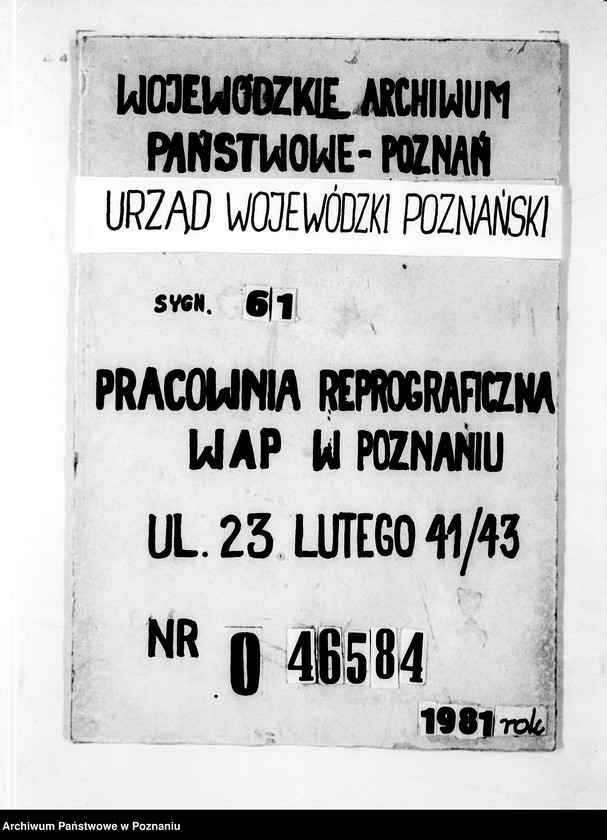 WOJEWÓDZKIE ARCHIWUM
PAŃSTWOWE - POZNAŃ
URZĄD WOJEWÓDZKI POZNAŃSKI
SYGN. 61
PRACOWNIA REPROGRAFICZNA
WAP W POZNANIU
UL. 23 LUTEGO 41/43
NR 0 46584
1981 rok
Archiwum Państwowe w Poznaniu